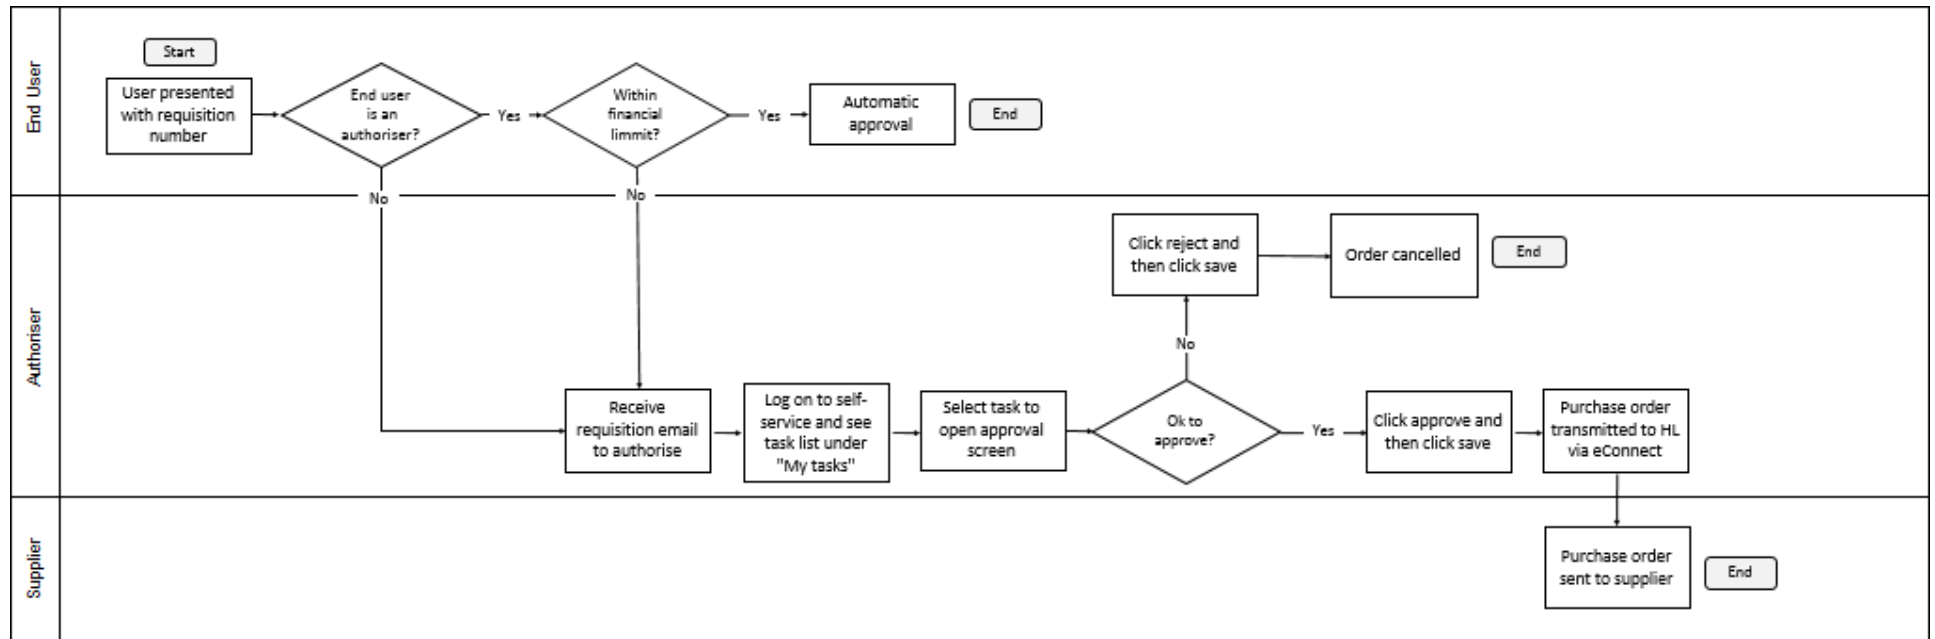 End User
Start
User presented
with requisition
number
End user
is an
authoriser?
Yes
Within
financial
limmit?
Yes
Automatic
approval
End
No
No
Authoriser
Click reject and
then click save
Order cancelled
End
No
Receive
requisition email
to authorise
Log on to self-
service and see
task list under
"My tasks"
Select task to
open approval
screen
Ok to
approve?
Yes
Click approve and
then click save
Purchase order
transmitted to HL
via eConnect
Supplier
Purchase order
sent to supplier
End